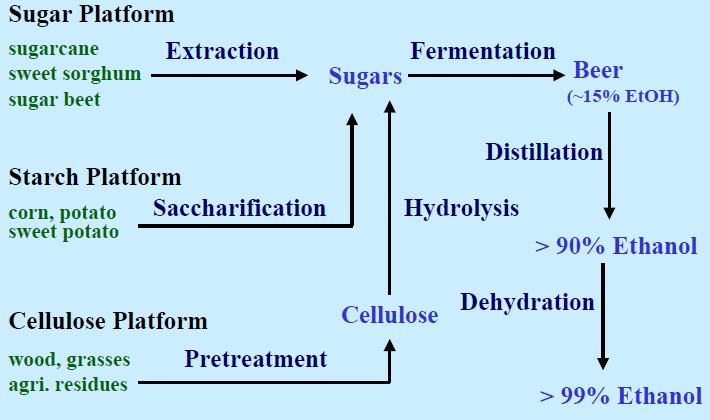 Sugar Platform
sugarcane
sweet sorghum
sugar beet
Extraction
Sugars
Fermentation
Beer
(~15% EtOH)
Distillation
Starch Platform
corn, potato
sweet potato
Saccharification
Hydrolysis
> 90% Ethanol
Dehydration
Cellulose Platform
wood, grasses
agri. residues
Pretreatment
Cellulose
> 99% Ethanol